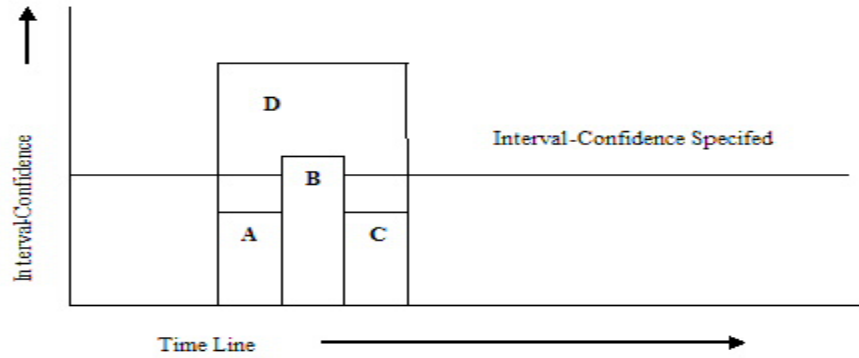 D
Interval-Confidence Specifed
B
A
C
Interval-Confidence
Time Line